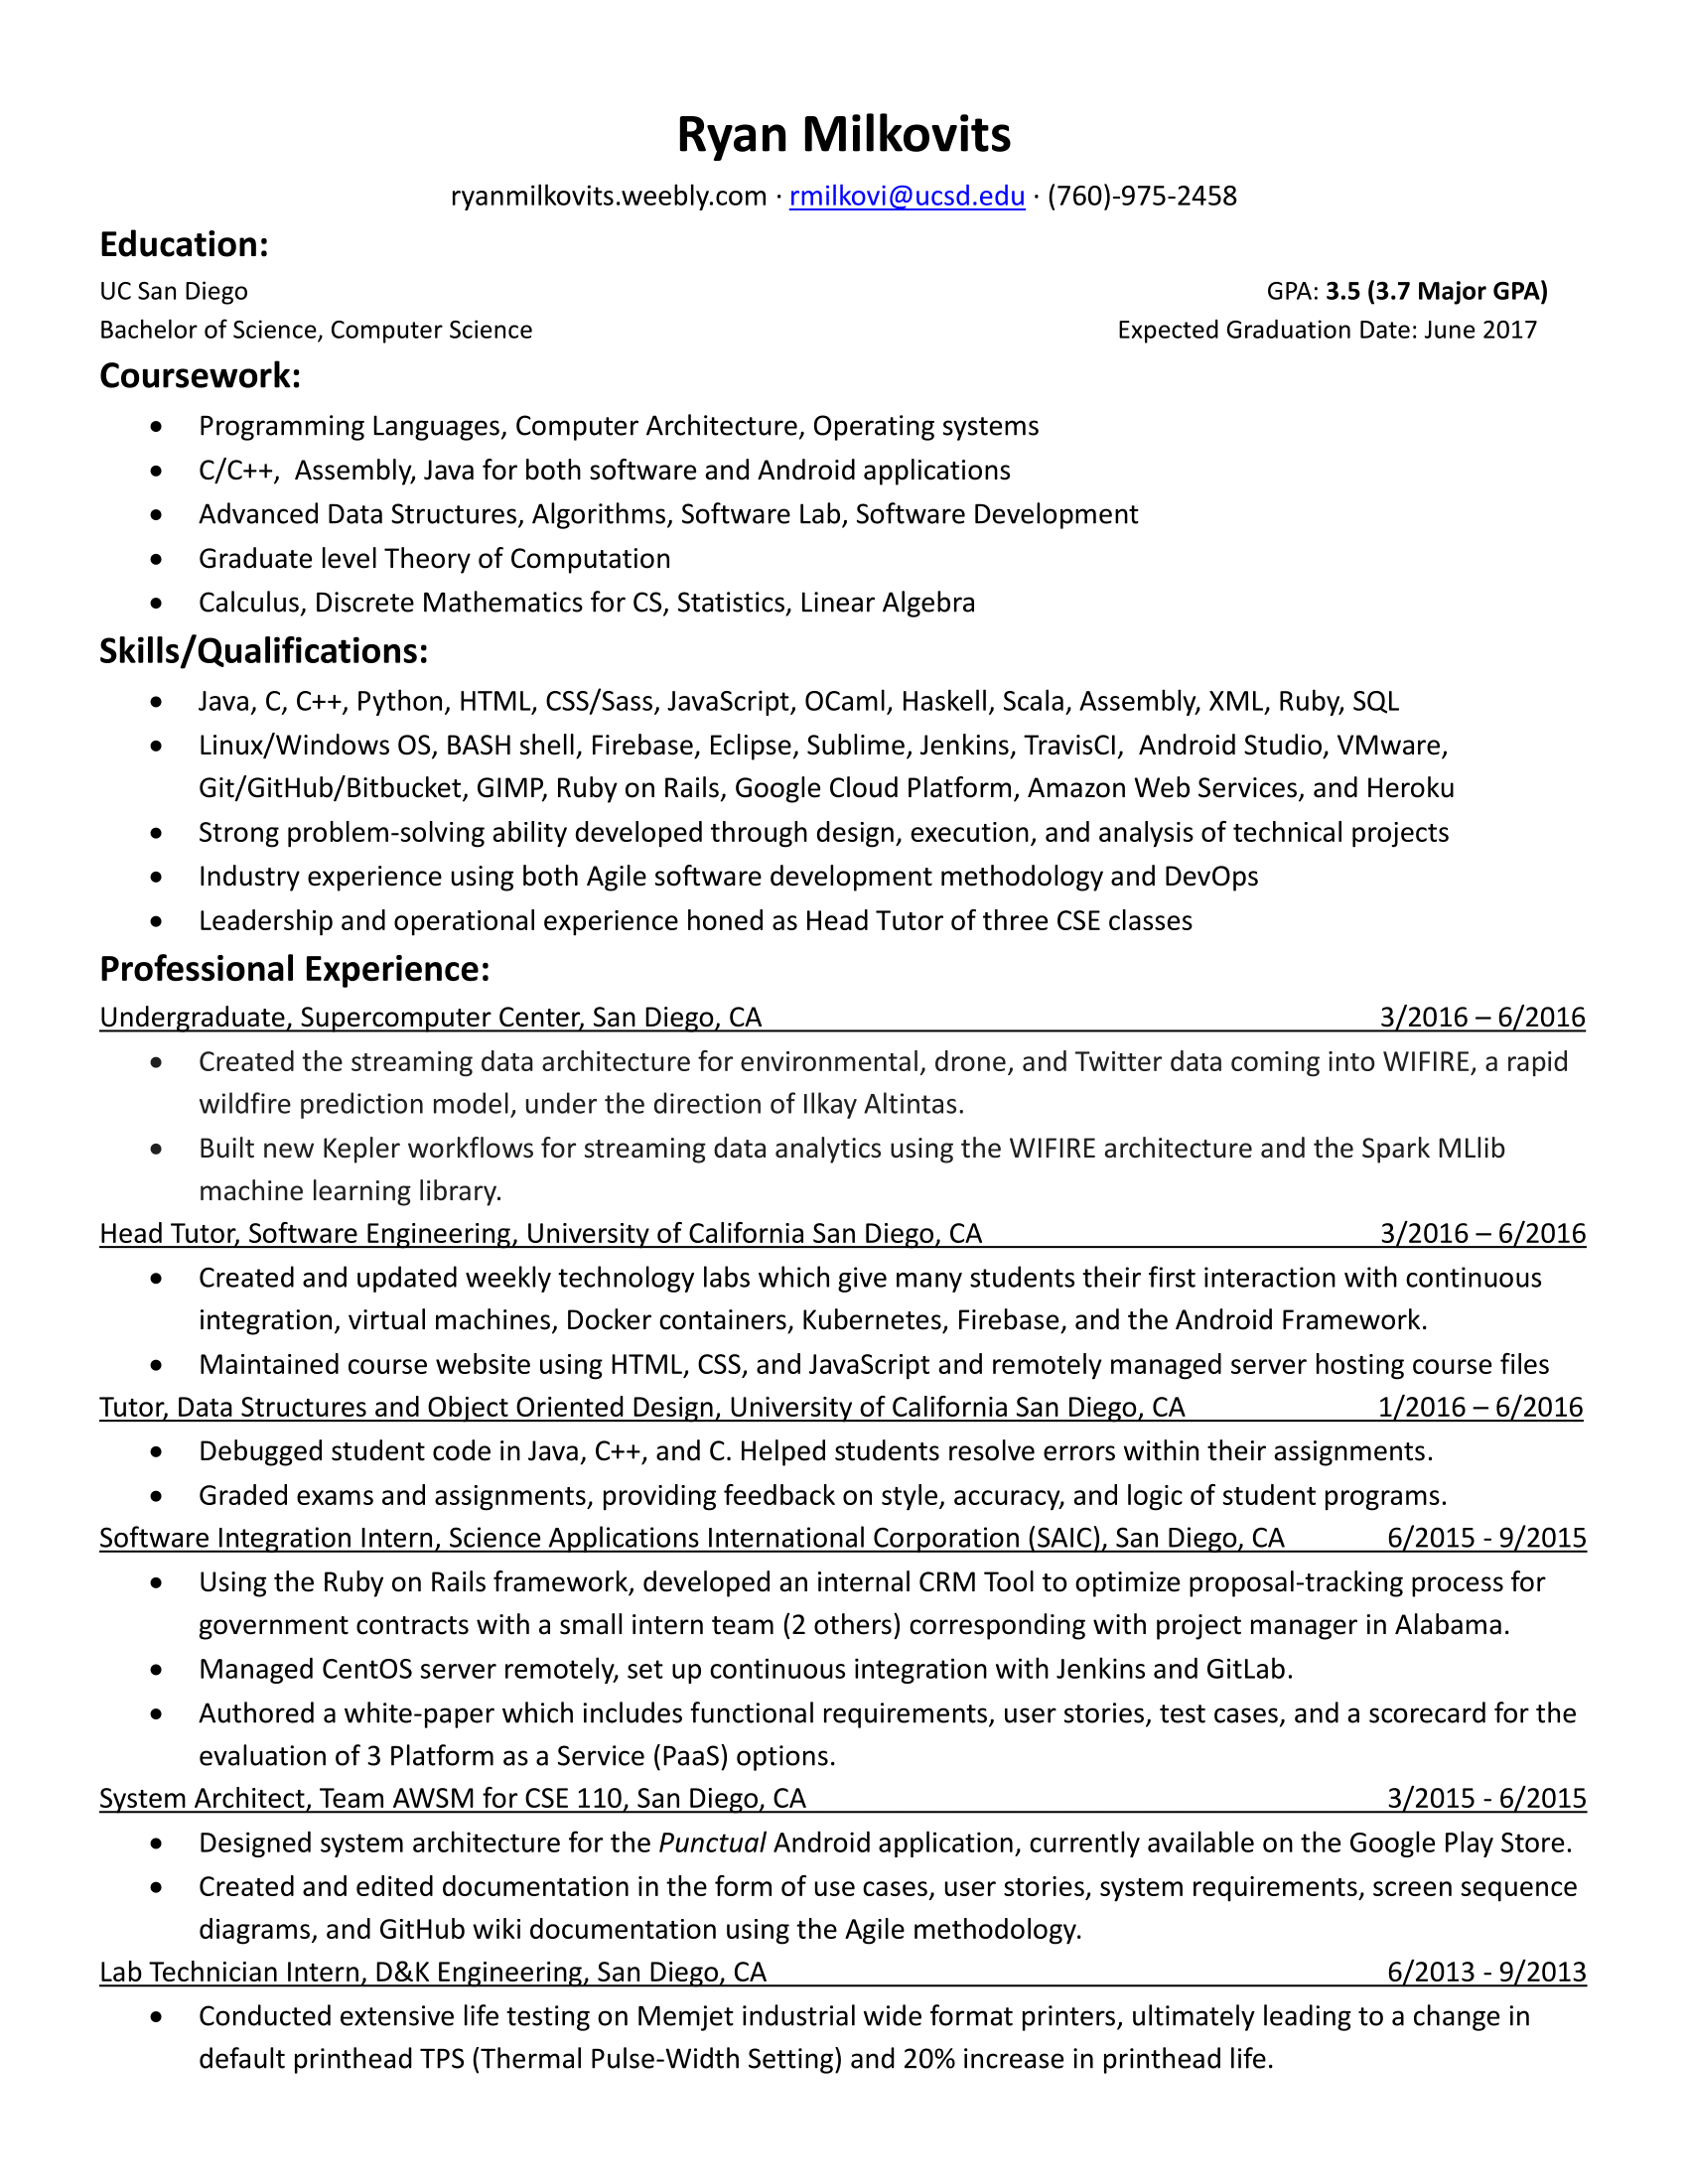 Ryan Milkovits
ryanmilkovits.weebly.com · rmilkovi@ucsd.edu · (760)-975-2458
Education:
UC San Diego GPA: 3.5 (3.7 Major GPA)
Bachelor of Science, Computer Science Expected Graduation Date: June 2017
Coursework:
• Programming Languages, Computer Architecture, Operating systems
• C/C++, Assembly, Java for both software and Android applications
• Advanced Data Structures, Algorithms, Software Lab, Software Development
• Graduate level Theory of Computation
• Calculus, Discrete Mathematics for CS, Statistics, Linear Algebra
Skills/Qualifications:
• Java, C, C++, Python, HTML, CSS/Sass, JavaScript, OCaml, Haskell, Scala, Assembly, XML, Ruby, SQL
• Linux/Windows OS, BASH shell, Firebase, Eclipse, Sublime, Jenkins, TravisCI, Android Studio, VMware,
Git/GitHub/Bitbucket, GIMP, Ruby on Rails, Google Cloud Platform, Amazon Web Services, and Heroku
• Strong problem-solving ability developed through design, execution, and analysis of technical projects
• Industry experience using both Agile software development methodology and DevOps
• Leadership and operational experience honed as Head Tutor of three CSE classes
Professional Experience:
Undergraduate, Supercomputer Center, San Diego, CA 3/2016 – 6/2016
• Created the streaming data architecture for environmental, drone, and Twitter data coming into WIFIRE, a rapid
wildfire prediction model, under the direction of Ilkay Altintas.
• Built new Kepler workflows for streaming data analytics using the WIFIRE architecture and the Spark MLlib
machine learning library.
Head Tutor, Software Engineering, University of California San Diego, CA 3/2016 – 6/2016
• Created and updated weekly technology labs which give many students their first interaction with continuous
integration, virtual machines, Docker containers, Kubernetes, Firebase, and the Android Framework.
• Maintained course website using HTML, CSS, and JavaScript and remotely managed server hosting course files
Tutor, Data Structures and Object Oriented Design, University of California San Diego, CA 1/2016 – 6/2016
• Debugged student code in Java, C++, and C. Helped students resolve errors within their assignments.
• Graded exams and assignments, providing feedback on style, accuracy, and logic of student programs.
Software Integration Intern, Science Applications International Corporation (SAIC), San Diego, CA 6/2015 - 9/2015
• Using the Ruby on Rails framework, developed an internal CRM Tool to optimize proposal-tracking process for
government contracts with a small intern team (2 others) corresponding with project manager in Alabama.
• Managed CentOS server remotely, set up continuous integration with Jenkins and GitLab.
• Authored a white-paper which includes functional requirements, user stories, test cases, and a scorecard for the
evaluation of 3 Platform as a Service (PaaS) options.
System Architect, Team AWSM for CSE 110, San Diego, CA 3/2015 - 6/2015
• Designed system architecture for the Punctual Android application, currently available on the Google Play Store.
• Created and edited documentation in the form of use cases, user stories, system requirements, screen sequence
diagrams, and GitHub wiki documentation using the Agile methodology.
Lab Technician Intern, D&K Engineering, San Diego, CA 6/2013 - 9/2013
• Conducted extensive life testing on Memjet industrial wide format printers, ultimately leading to a change in
default printhead TPS (Thermal Pulse-Width Setting) and 20% increase in printhead life.